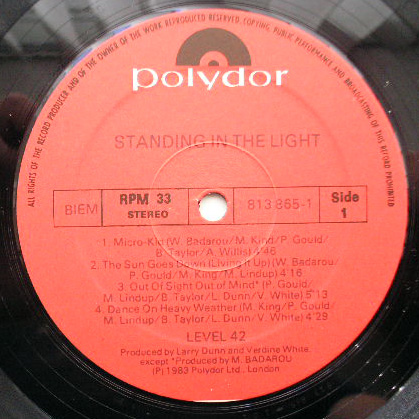 ALL RIGHTS OF THE RECORD PRODUCER AND OF THE OWNER OF THE WORK REPRODUCED RESERVED. COPYING, PUBLIC PERFORMANCE AND BROADCASTING OF THIS RECORD PROHIBITED
polydor
STANDING IN THE LIGHT
BIEM RPM 33 STEREO 813 865-1 Side 1
1. Micro-Kid (W. Badarou/M. King/P. Gould/
B. Taylor/A. Willis) 4'46
2. The Sun Goes Down (Living It Up) (W. Badarou/
P. Gould/M. King/M. Lindup) 4'16
3. Out Of Sight Out of Mind* (P. Gould/
M. Lindup/B. Taylor/L. Dunn/V. White) 5'13
4. Dance On Heavy Weather (M. King/P. Gould/
M. Lindup/B. Taylor/L. Dunn/V. White) 4'29
LEVEL 42
Produced by Larry Dunn and Verdine White,
except *Produced by M. BADAROU
(P) 1983 Polydor Ltd., London